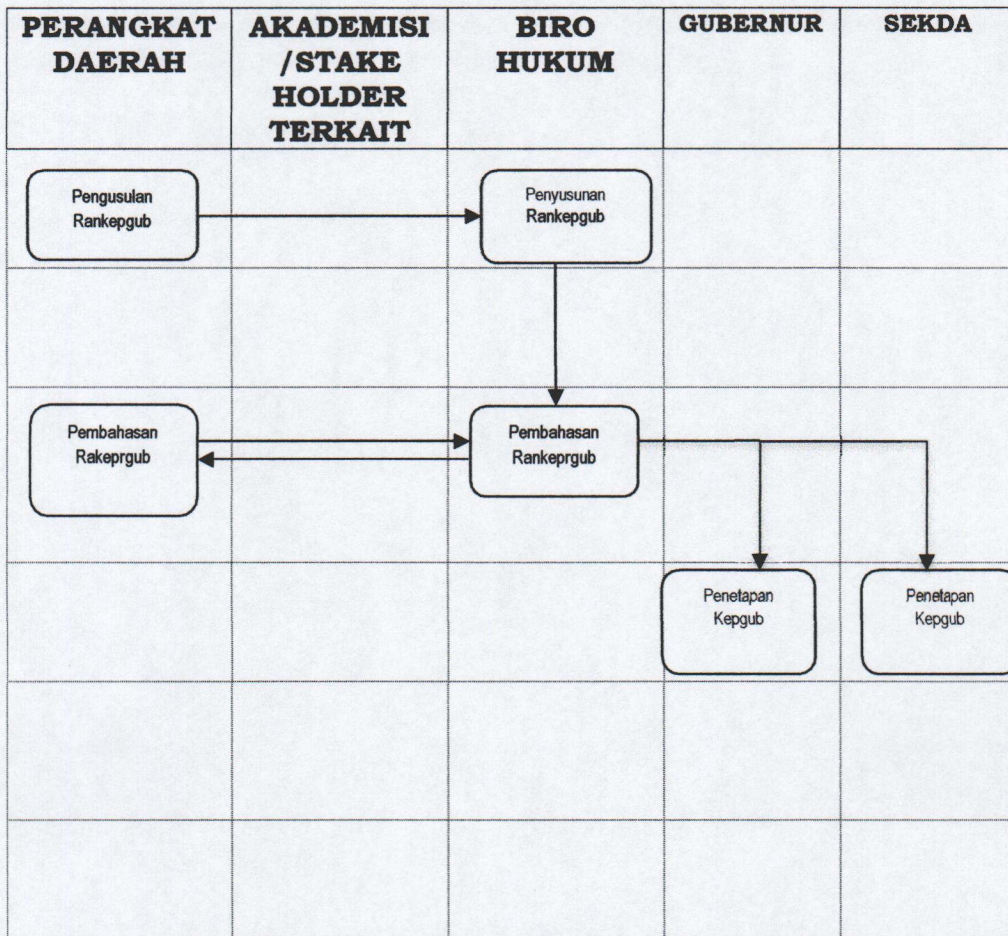 PERANGKAT
DAERAH
AKADEMISI
/STAKE
HOLDER
TERKAIT
BIRO
HUKUM
GUBERNUR
SEKDA
Pengusulan
Rankepgub
Penyusunan
Rankepgub
Pembahasan
Rakeprgub
Pembahasan
Rankeprgub
Penetapan
Kepgub
Penetapan
Kepgub